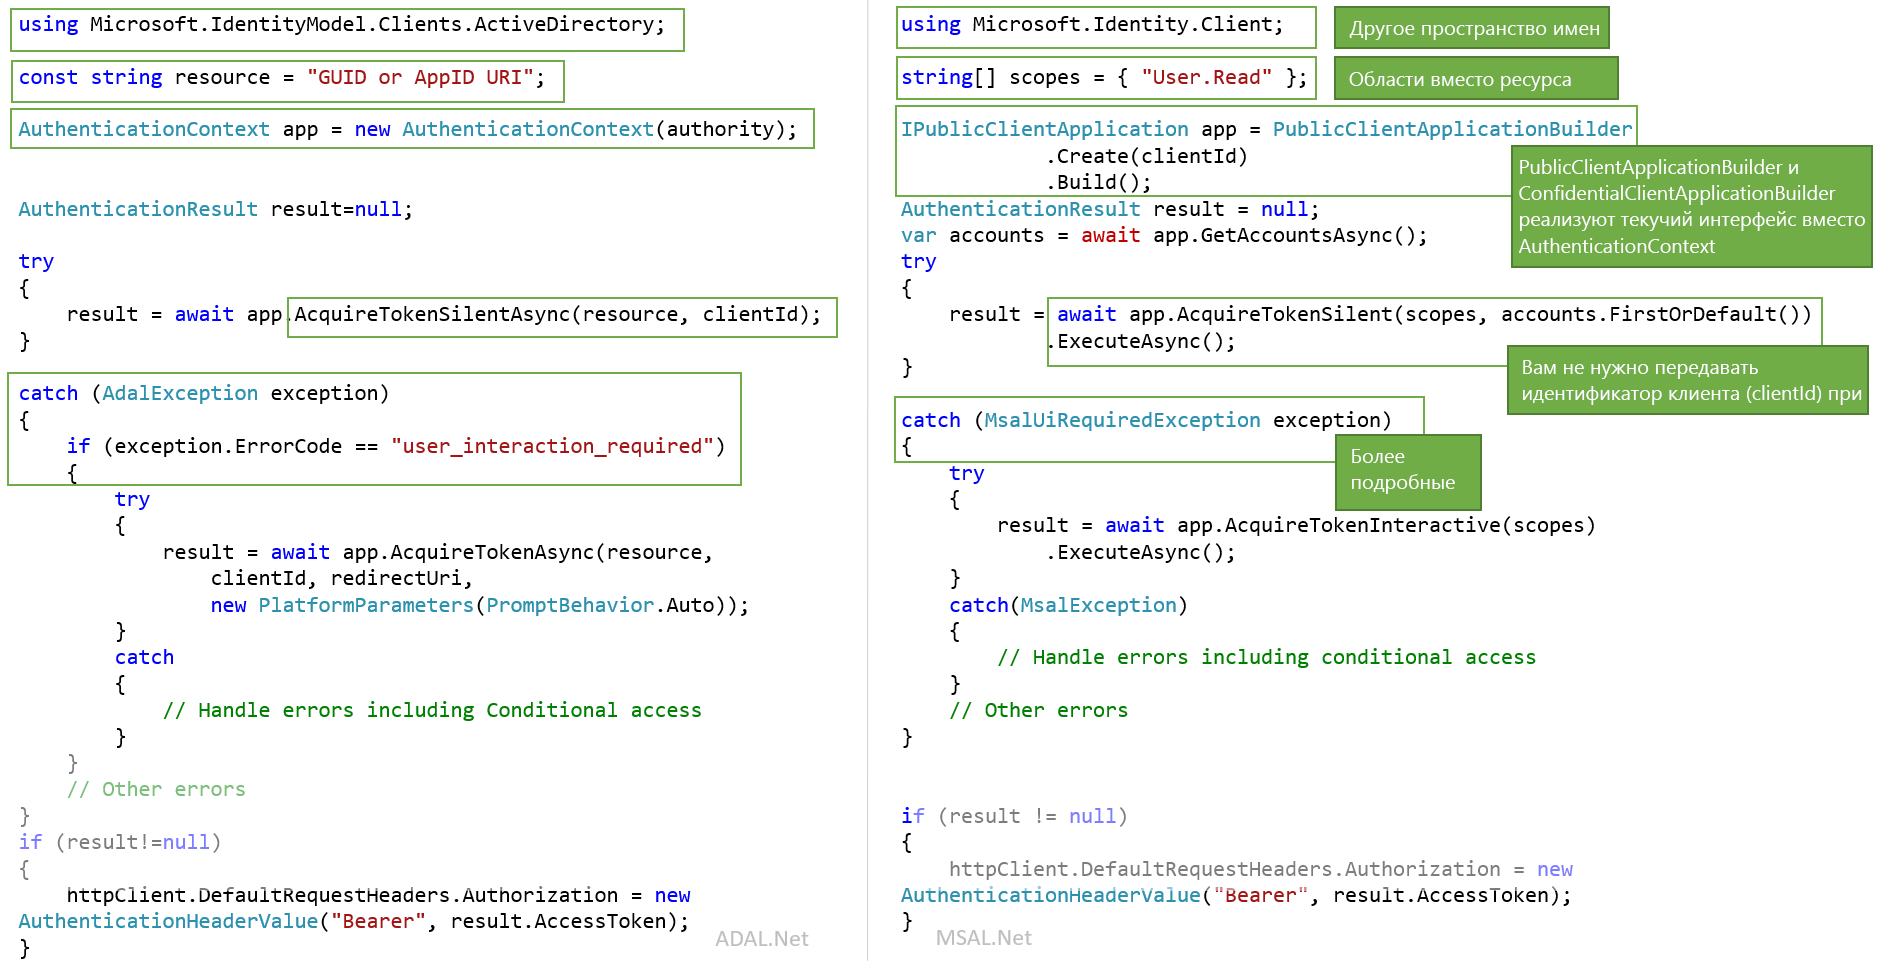 using Microsoft.IdentityModel.Clients.ActiveDirectory;
const string resource = "GUID or AppID URI";
AuthenticationContext app = new AuthenticationContext(authority);
AuthenticationResult result=null;
try
{
result = await app.AcquireTokenSilentAsync(resource, clientId);
}
catch (AdalException exception)
{
if (exception.ErrorCode == "user_interaction_required")
{
try
{
result = await app.AcquireTokenAsync(resource,
clientId, redirectUri,
new PlatformParameters(PromptBehavior.Auto));
}
catch
{
// Handle errors including Conditional access
}
}
// Other errors
}
if (result!=null)
{
httpClient.DefaultRequestHeaders.Authorization = new
AuthenticationHeaderValue("Bearer", result.AccessToken);
}
ADAL.Net
using Microsoft.Identity.Client;
Другое пространство имен
string[] scopes = { "User.Read" };
Области вместо ресурса
IPublicClientApplication app = PublicClientApplicationBuilder
.Create(clientId)
.Build();
PublicClientApplicationBuilder и
ConfidentialClientApplicationBuilder
реализуют текучий интерфейс вместо
AuthenticationContext
AuthenticationResult result = null;
var accounts = await app.GetAccountsAsync();
try
{
result = await app.AcquireTokenSilent(scopes, accounts.FirstOrDefault())
.ExecuteAsync();
}
Вам не нужно передавать
идентификатор клиента (clientId) при
catch (MsalUiRequiredException exception)
{
Более
подробные
try
{
result = await app.AcquireTokenInteractive(scopes)
.ExecuteAsync();
}
catch(MsalException)
{
// Handle errors including conditional access
}
// Other errors
}
if (result != null)
{
httpClient.DefaultRequestHeaders.Authorization = new
AuthenticationHeaderValue("Bearer", result.AccessToken);
}
MSAL.Net